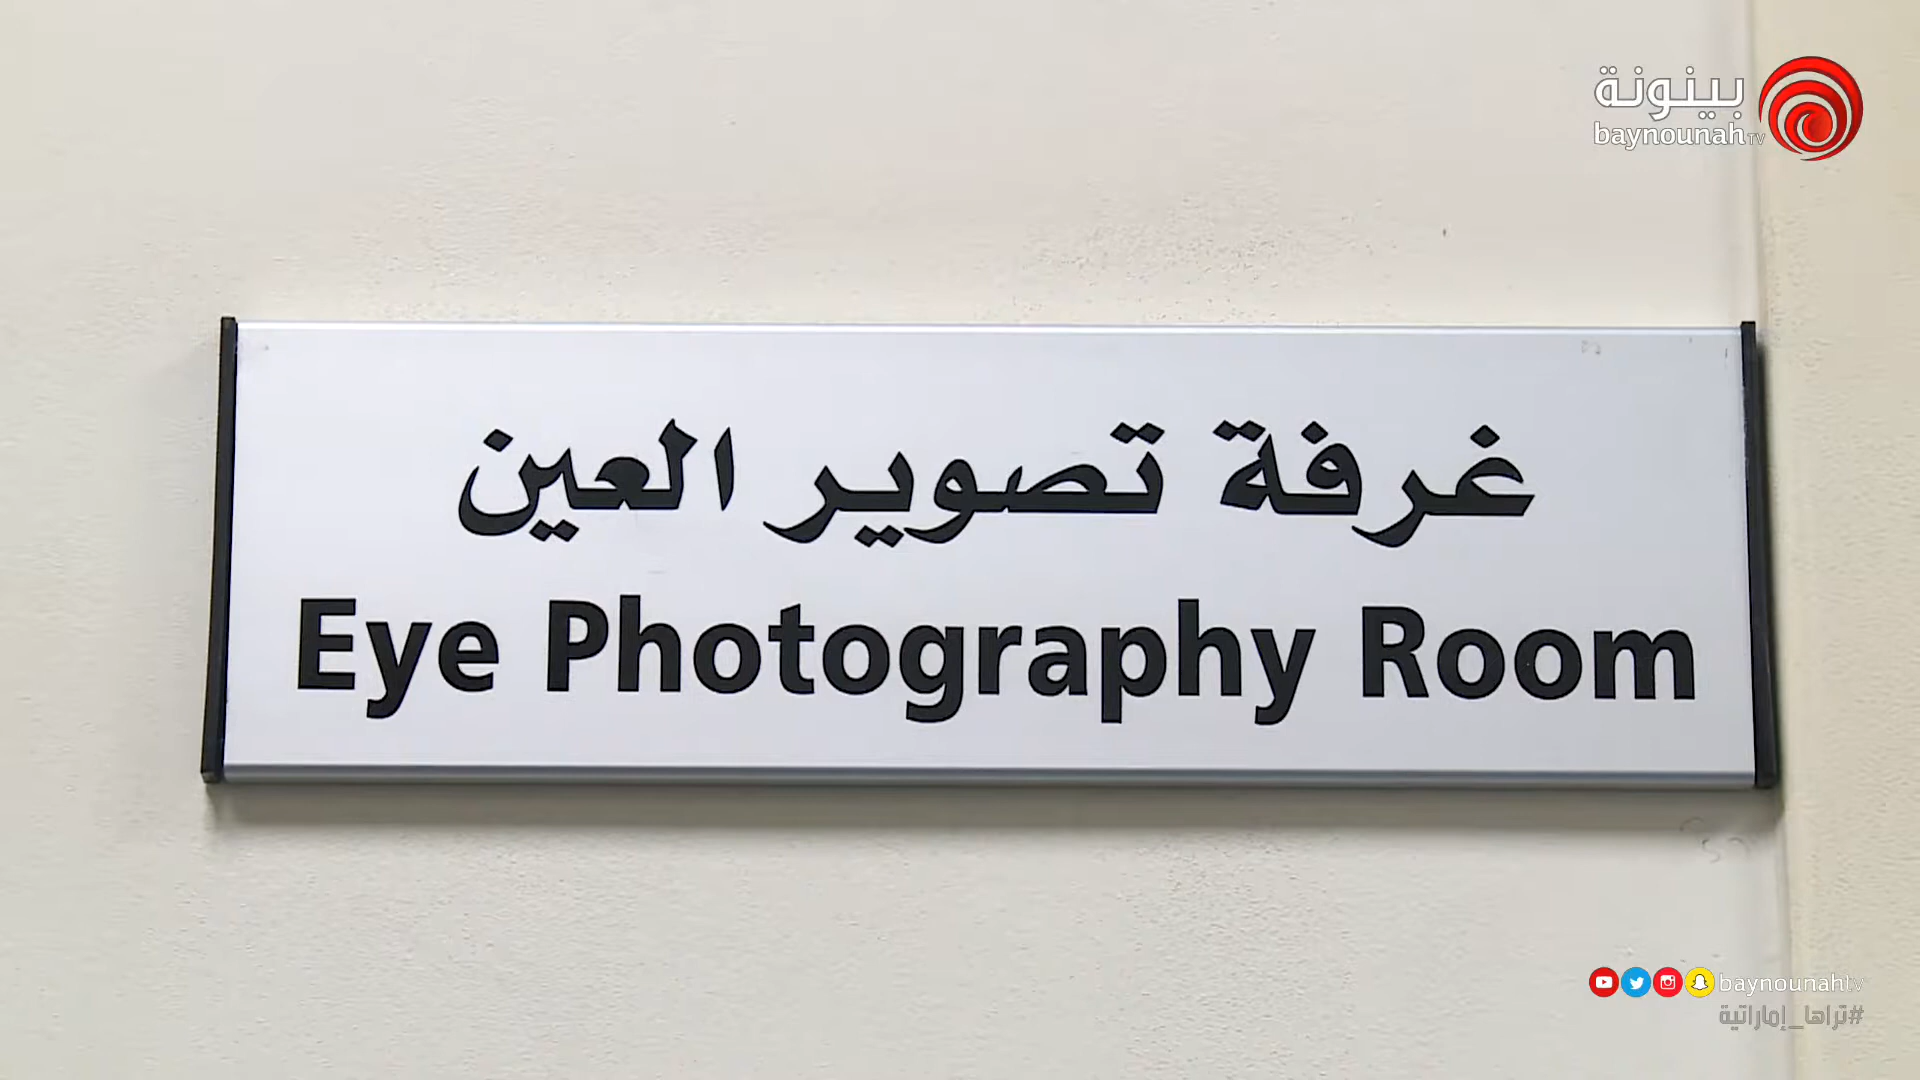 بينونة
baynounah TV
غرفة تصوير العين
Eye Photography Room
baynounahtv
#تراها_إماراتية